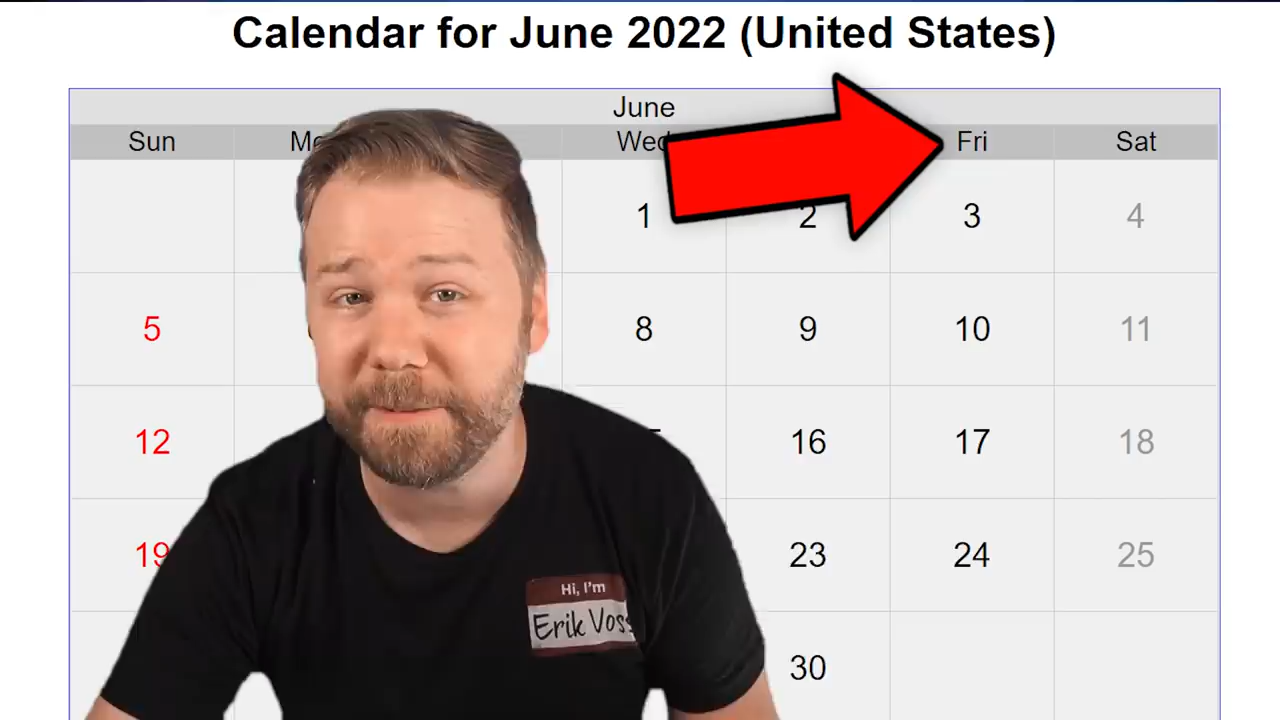 Calendar for June 2022 (United States)
June
Sun Wed Fri Sat
1 2 3 4
5 8 9 10 11
12 16 17 18
19 23 24 25
Hi, I'm
Erik Voss
30